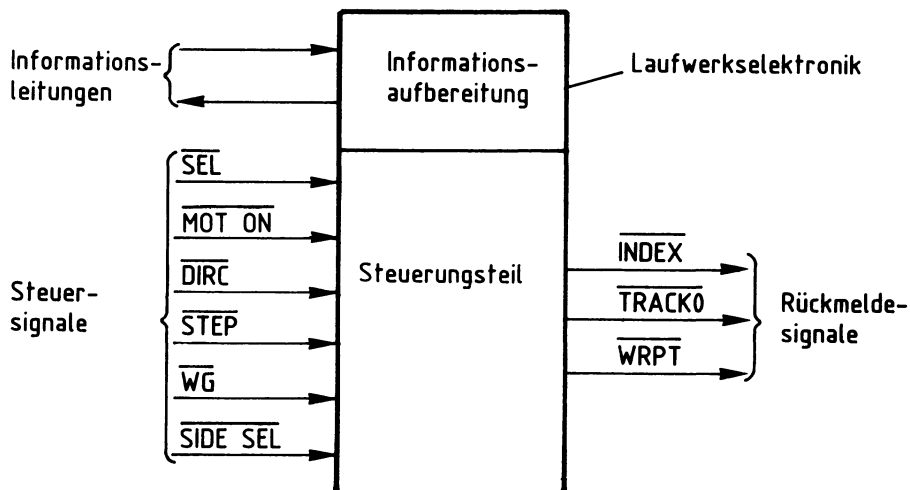 Informations-
leitungen
Informations-
aufbereitung
Laufwerkselektronik
Steuer-
signale
SEL
MOT ON
DIRC
STEP
WG
SIDE SEL
Steuerungsteil
INDEX
TRACK0
WRPT
Rückmelde-
signale